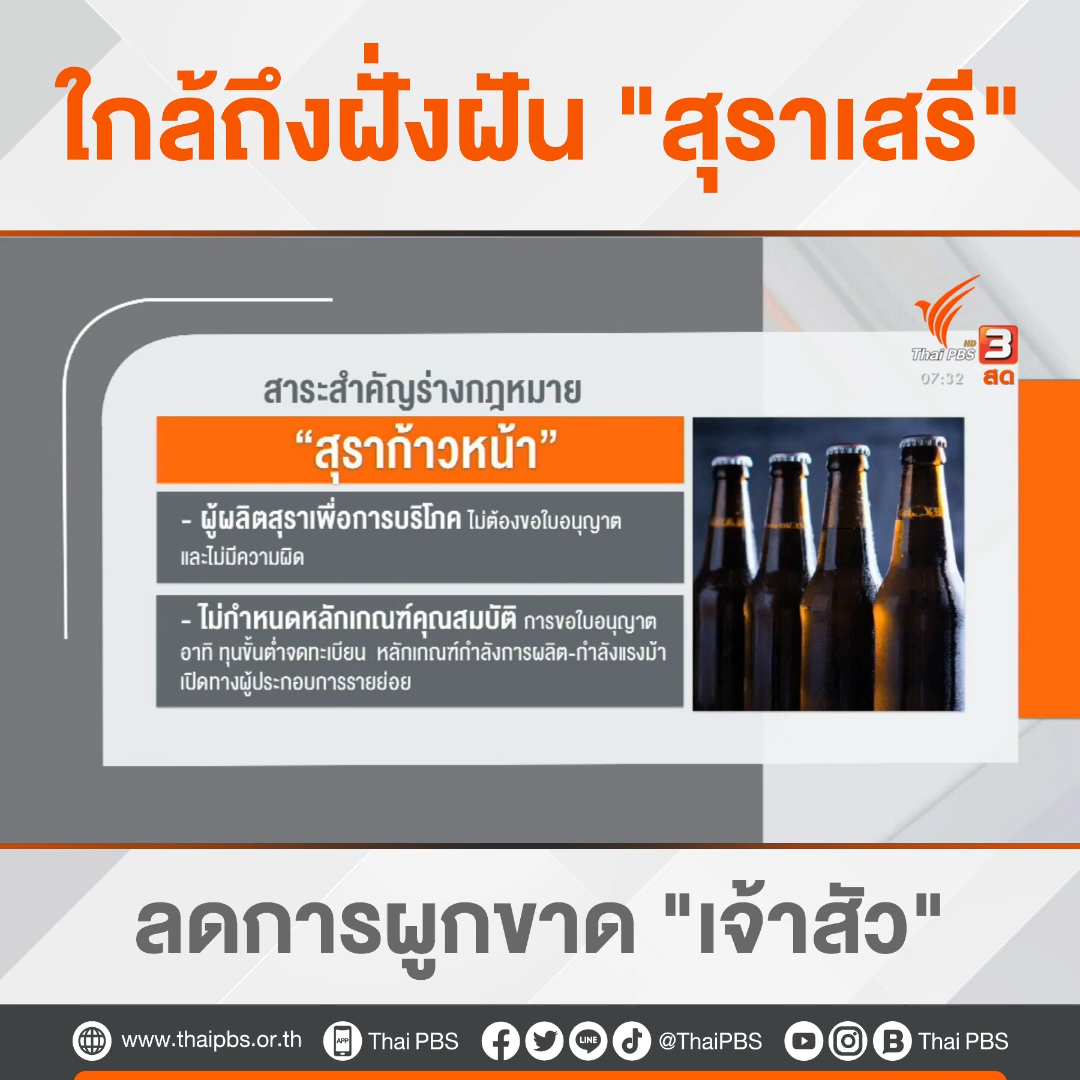 ใกล้ถึงฝั่งฝัน "สุราเสรี"
Thai PBS HD 3
07:32 สด
สาระสำคัญร่างกฎหมาย
“สุราก้าวหน้า”
- ผู้ผลิตสุราเพื่อการบริโภค ไม่ต้องขอใบอนุญาต
และไม่มีความผิด
- ไม่กำหนดหลักเกณฑ์คุณสมบัติ การขอใบอนุญาต
อาทิ ทุนขั้นต่ำจดทะเบียน หลักเกณฑ์กำลังการผลิต-กำลังแรงม้า
เปิดทางผู้ประกอบการรายย่อย
ลดการผูกขาด "เจ้าสัว"
www.thaipbs.or.th APP Thai PBS LINE @ThaiPBS Thai PBS